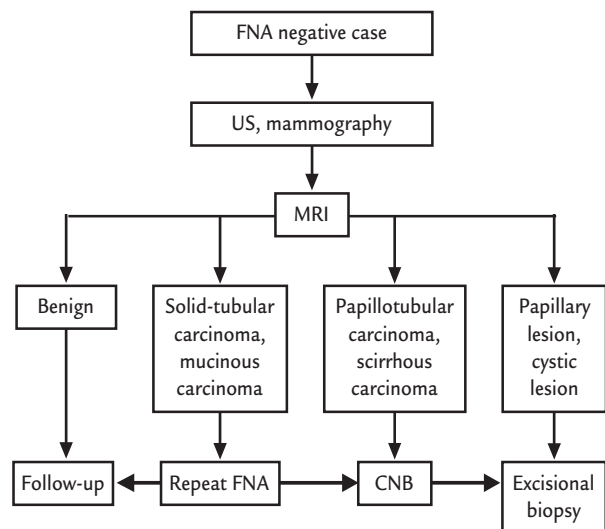 FNA negative case
US, mammography
MRI
Benign
Solid-tubular
carcinoma,
mucinous
carcinoma
Papillotubular
carcinoma,
scirrhous
carcinoma
Papillary
lesion,
cystic
lesion
Follow-up
Repeat FNA
CNB
Excisional
biopsy